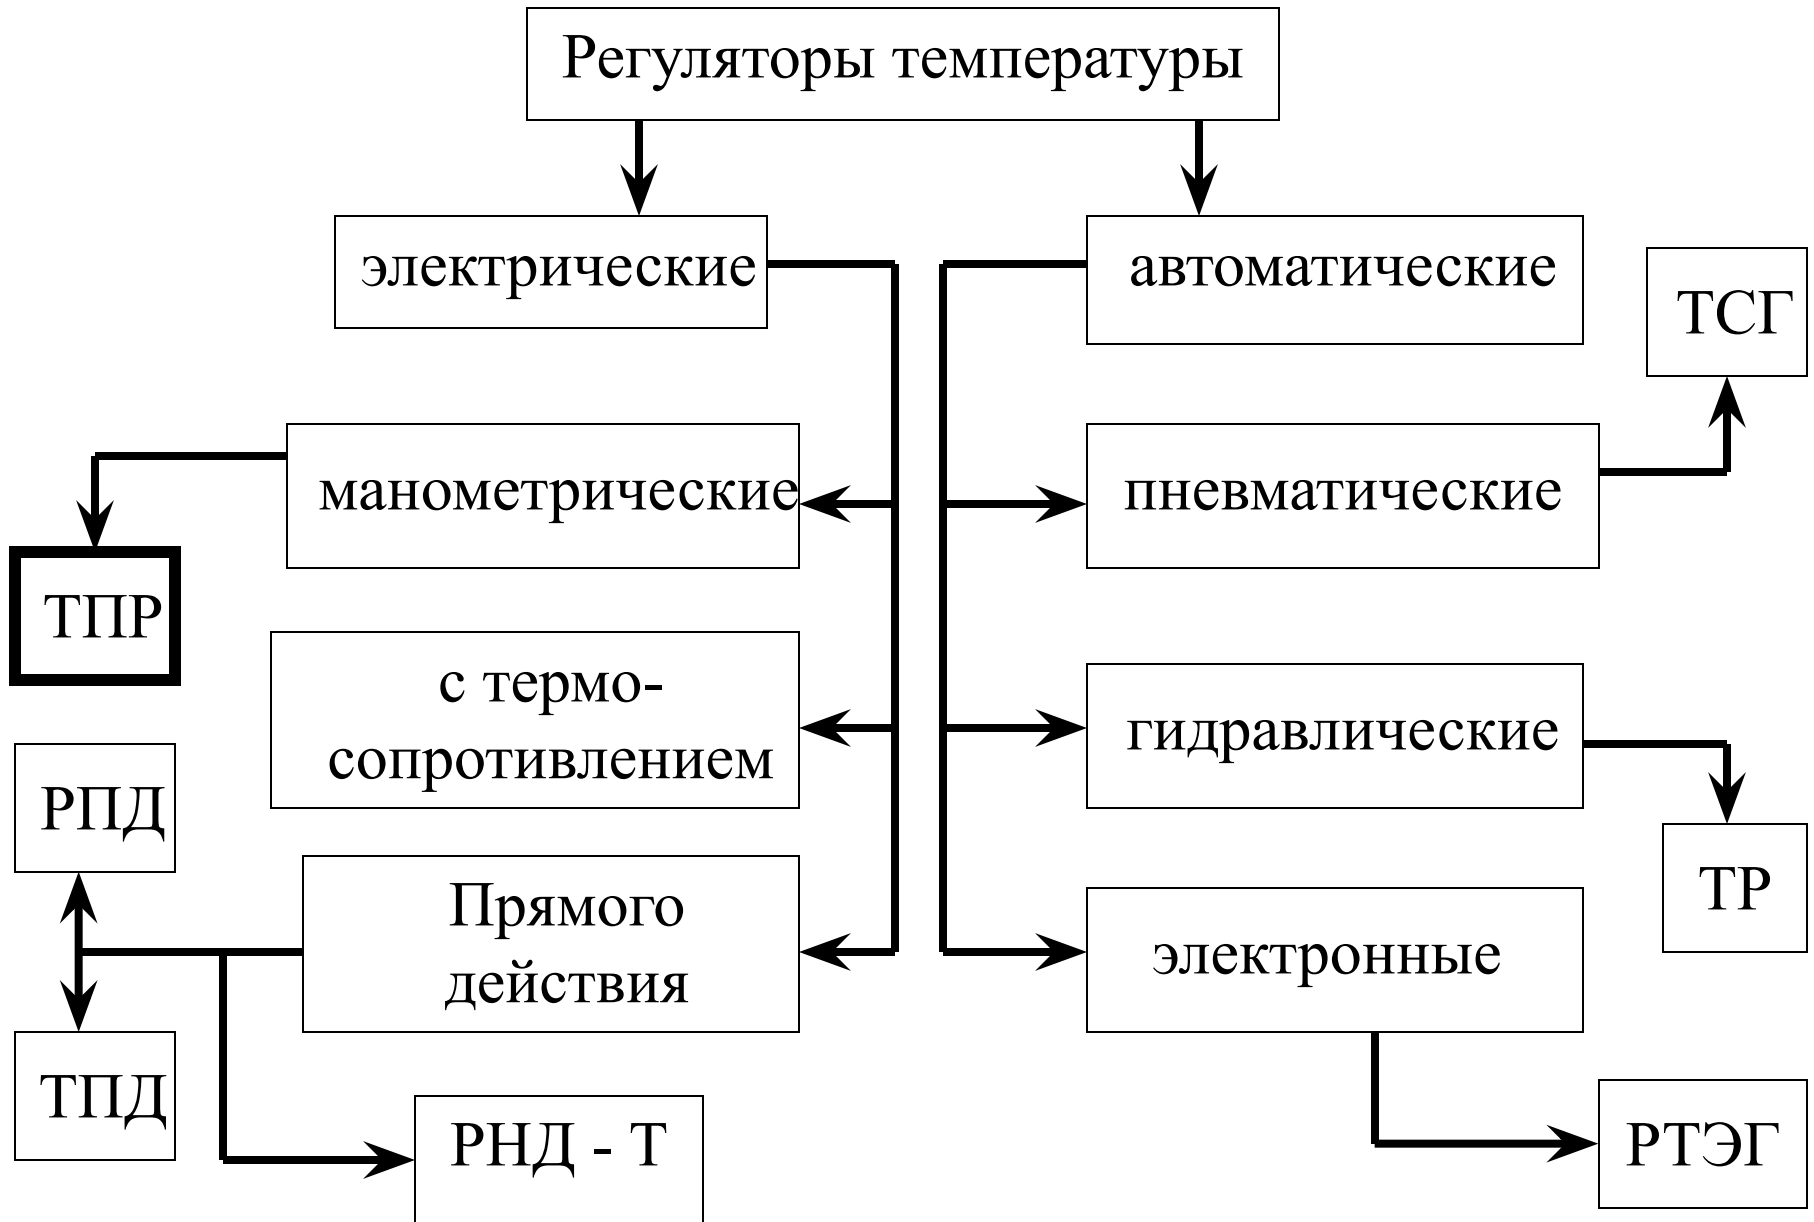 Регуляторы температуры
электрические
автоматические
ТСГ
манометрические
пневматические
ТПР
с термо-
сопротивлением
гидравлические
РПД
ТР
Прямого
действия
электронные
ТПД
РНД - Т
РТЭГ